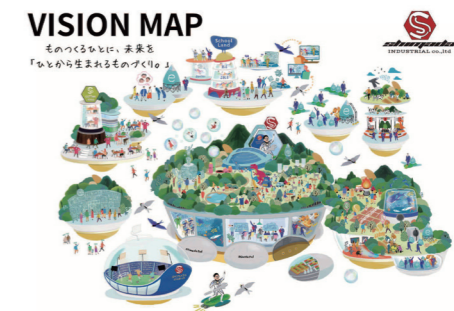 VISION MAP
ものつくるひとに、未来を
「ひとから生まれるものづくり。」
S
shimada
INDUSTRIAL co.,ltd
School
Land